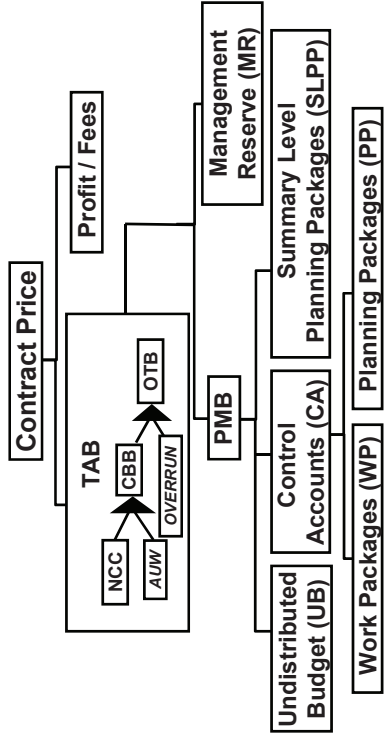 Contract Price
Profit / Fees
TAB
NCC
AUW
CBB
OVERRUN
OTB
Management
Reserve (MR)
PMB
Undistributed
Budget (UB)
Control
Accounts (CA)
Summary Level
Planning Packages (SLPP)
Work Packages (WP)
Planning Packages (PP)